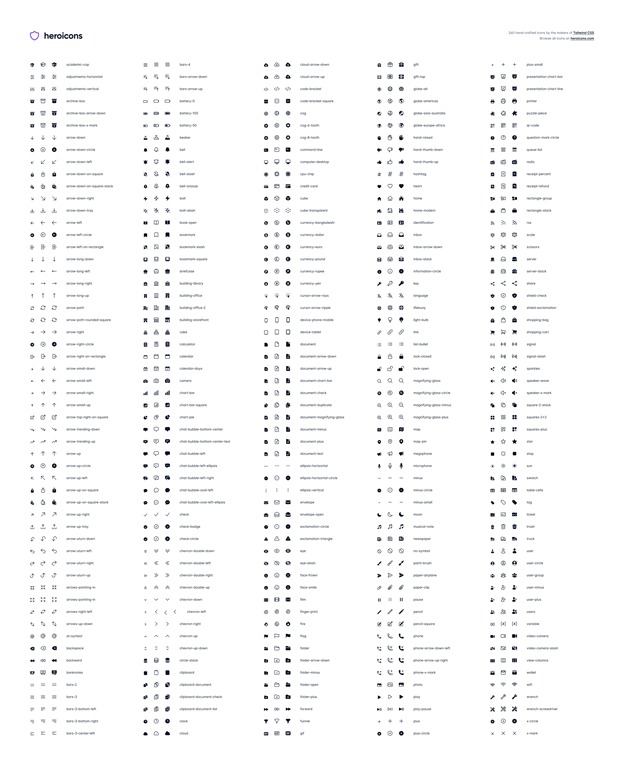 heroicons
260 hand-crafted icons by the makers of Tailwind CSS
Browse all icons on heroicons.com
academic-cap
adjustments-horizontal
adjustments-vertical
archive-box
archive-box-arrow-down
archive-box-x-mark
arrow-down
arrow-down-circle
arrow-down-left
arrow-down-on-square
arrow-down-on-square-stack
arrow-down-right
arrow-down-tray
arrow-left
arrow-left-circle
arrow-left-on-rectangle
arrow-long-down
arrow-long-left
arrow-long-right
arrow-long-up
arrow-path
arrow-path-rounded-square
arrow-right
arrow-right-circle
arrow-right-on-rectangle
arrow-small-down
arrow-small-left
arrow-small-right
arrow-small-up
arrow-top-right-on-square
arrow-trending-down
arrow-trending-up
arrow-up
arrow-up-circle
arrow-up-left
arrow-up-on-square
arrow-up-on-square-stack
arrow-up-right
arrow-up-tray
arrow-uturn-down
arrow-uturn-left
arrow-uturn-right
arrow-uturn-up
arrows-pointing-in
arrows-pointing-in
arrows-right-left
arrows-up-down
at-symbol
backspace
backward
banknotes
bars-2
bars-3
bars-3-bottom-left
bars-3-bottom-right
bars-3-center-left
bars-4
bars-arrow-down
bars-arrow-up
battery-0
battery-100
battery-50
beaker
bell
bell-alert
bell-slash
bell-snooze
bolt
bolt-slash
book-open
bookmark
bookmark-slash
bookmark-square
briefcase
building-library
building-office
building-office-2
building-storefront
cake
calculator
calendar
calendar-days
camera
chart-bar
chart-bar-square
chart-pie
chat-bubble-bottom-center
chat-bubble-bottom-center-text
chat-bubble-left
chat-bubble-left-ellipsis
chat-bubble-left-right
chat-bubble-oval-left
chat-bubble-oval-left-ellipsis
check
check-badge
check-circle
chevron-double-down
chevron-double-left
chevron-double-right
chevron-double-up
chevron-down
chevron-left
chevron-right
chevron-up
chevron-up-down
circle-stack
clipboard
clipboard-document
clipboard-document-check
clipboard-document-list
clock
cloud
cloud-arrow-down
cloud-arrow-up
code-bracket
code-bracket-square
cog
cog-6-tooth
cog-8-tooth
command-line
computer-desktop
cpu-chip
credit-card
cube
cube-transparent
currency-bangladeshi
currency-dollar
currency-euro
currency-pound
currency-rupee
currency-yen
cursor-arrow-rays
cursor-arrow-ripple
device-phone-mobile
device-tablet
document
document-arrow-down
document-arrow-up
document-chart-bar
document-check
document-duplicate
document-magnifying-glass
document-minus
document-plus
document-text
ellipsis-horizontal
ellipsis-horizontal-circle
ellipsis-vertical
envelope
envelope-open
exclamation-circle
exclamation-triangle
eye
eye-slash
face-frown
face-smile
film
finger-print
fire
flag
folder
folder-arrow-down
folder-minus
folder-open
folder-plus
forward
funnel
gif
gift
gift-top
globe-alt
globe-americas
globe-asia-australia
globe-europe-africa
hand-raised
hand-thumb-down
hand-thumb-up
hashtag
heart
home
home-modern
identification
inbox
inbox-arrow-down
inbox-stack
information-circle
key
language
lifebuoy
light-bulb
link
list-bullet
lock-closed
lock-open
magnifying-glass
magnifying-glass-circle
magnifying-glass-minus
magnifying-glass-plus
map
map-pin
megaphone
microphone
minus
minus-circle
minus-small
moon
musical-note
newspaper
no-symbol
paint-brush
paper-airplane
paper-clip
pause
pencil
pencil-square
phone
phone-arrow-down-left
phone-arrow-up-right
phone-x-mark
photo
play
play-pause
plus
plus-circle
plus-small
presentation-chart-bar
presentation-chart-line
printer
puzzle-piece
qr-code
question-mark-circle
queue-list
radio
receipt-percent
receipt-refund
rectangle-group
rectangle-stack
rss
scale
scissors
server
server-stack
share
shield-check
shield-exclamation
shopping-bag
shopping-cart
signal
signal-slash
sparkles
speaker-wave
speaker-x-mark
square-2-stack
squares-2x2
squares-plus
star
stop
sun
swatch
table-cells
tag
ticket
trash
truck
user
user-circle
user-group
user-minus
user-plus
users
variable
video-camera
video-camera-slash
view-columns
wallet
wifi
wrench
wrench-screwdriver
x-circle
x-mark